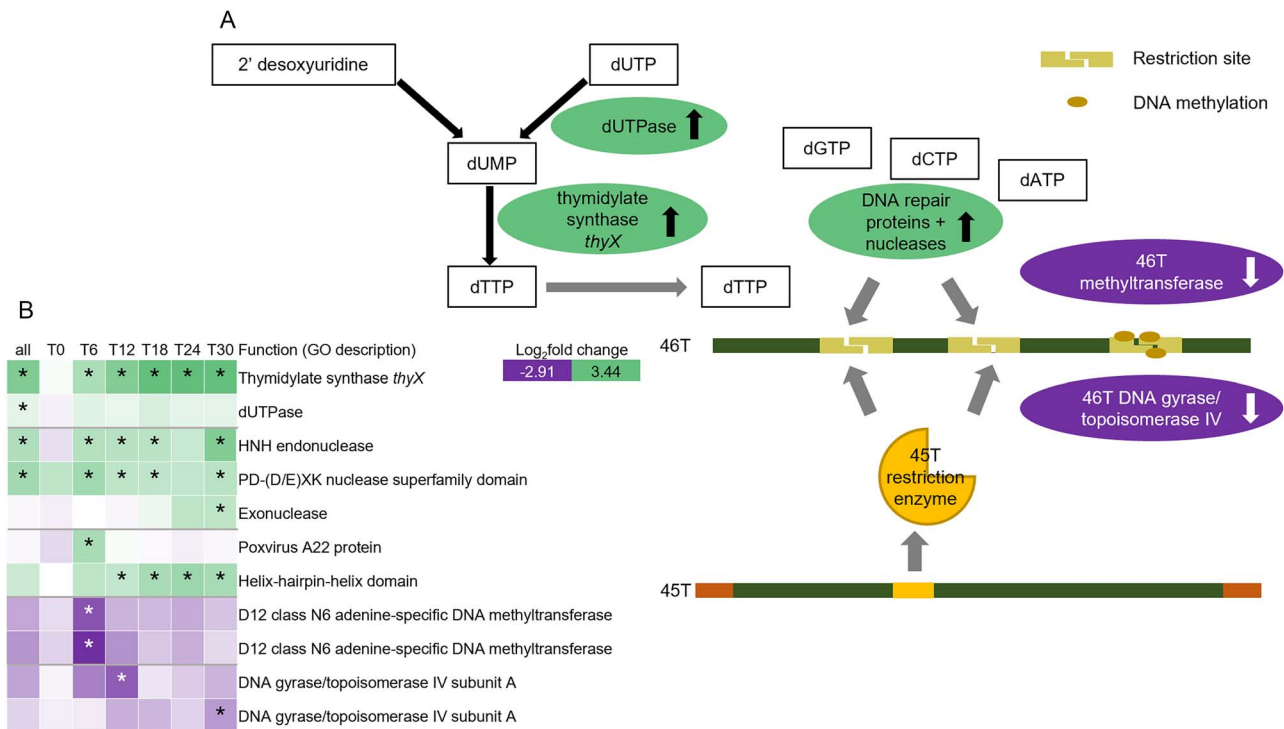 A
2' desoxyuridine
dUTP
dUTPase
dUMP
thymidylate
synthase
thyX
dTTP
dTTP
Restriction site
DNA methylation
dGTP
dCTP
dATP
DNA repair
proteins +
nucleases
46T
methyltransferase
46T
46T DNA gyrase/
topoisomerase IV
45T
restriction
enzyme
45T
B
all T0 T6 T12 T18 T24 T30 Function (GO description)
Log2fold change
-2.91 3.44
* * * * * * Thymidylate synthase thyX
* dUTPase
* * * * * HNH endonuclease
* * * * * PD-(D/E)XK nuclease superfamily domain
* Exonuclease
* Poxvirus A22 protein
* * * * Helix-hairpin-helix domain
* D12 class N6 adenine-specific DNA methyltransferase
* D12 class N6 adenine-specific DNA methyltransferase
* DNA gyrase/topoisomerase IV subunit A
* DNA gyrase/topoisomerase IV subunit A